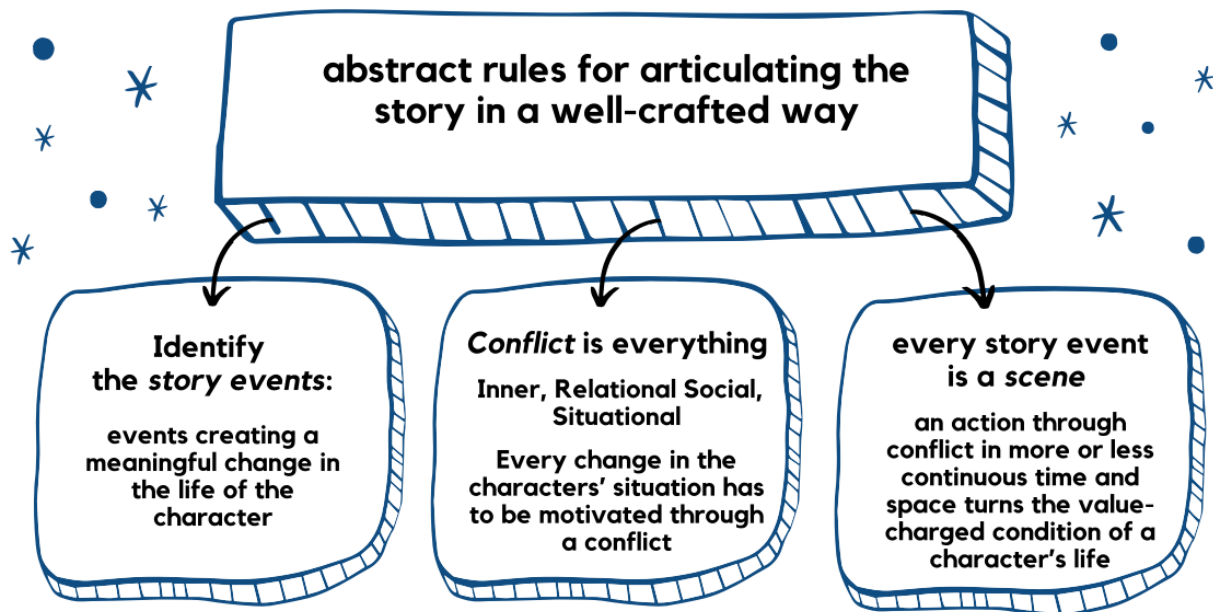 abstract rules for articulating the
story in a well-crafted way
Identify
the story events:
events creating a
meaningful change in
the life of the
character
Conflict is everything
Inner, Relational Social,
Situational
Every change in the
characters’ situation has
to be motivated through
a conflict
every story event
is a scene
an action through
conflict in more or less
continuous time and
space turns the value-
charged condition of a
character’s life